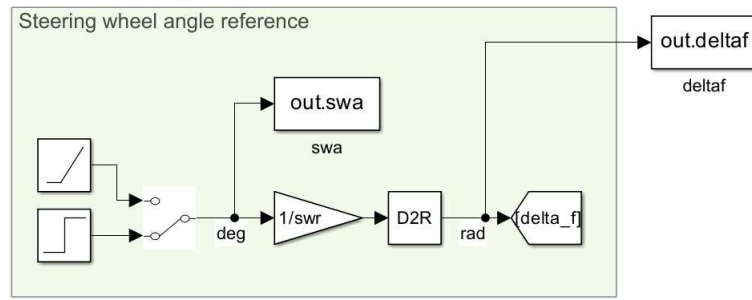 Steering wheel angle reference
out.deltaf
deltaf
out.swa
swa
1/swr
D2R
[delta_f]
deg
rad